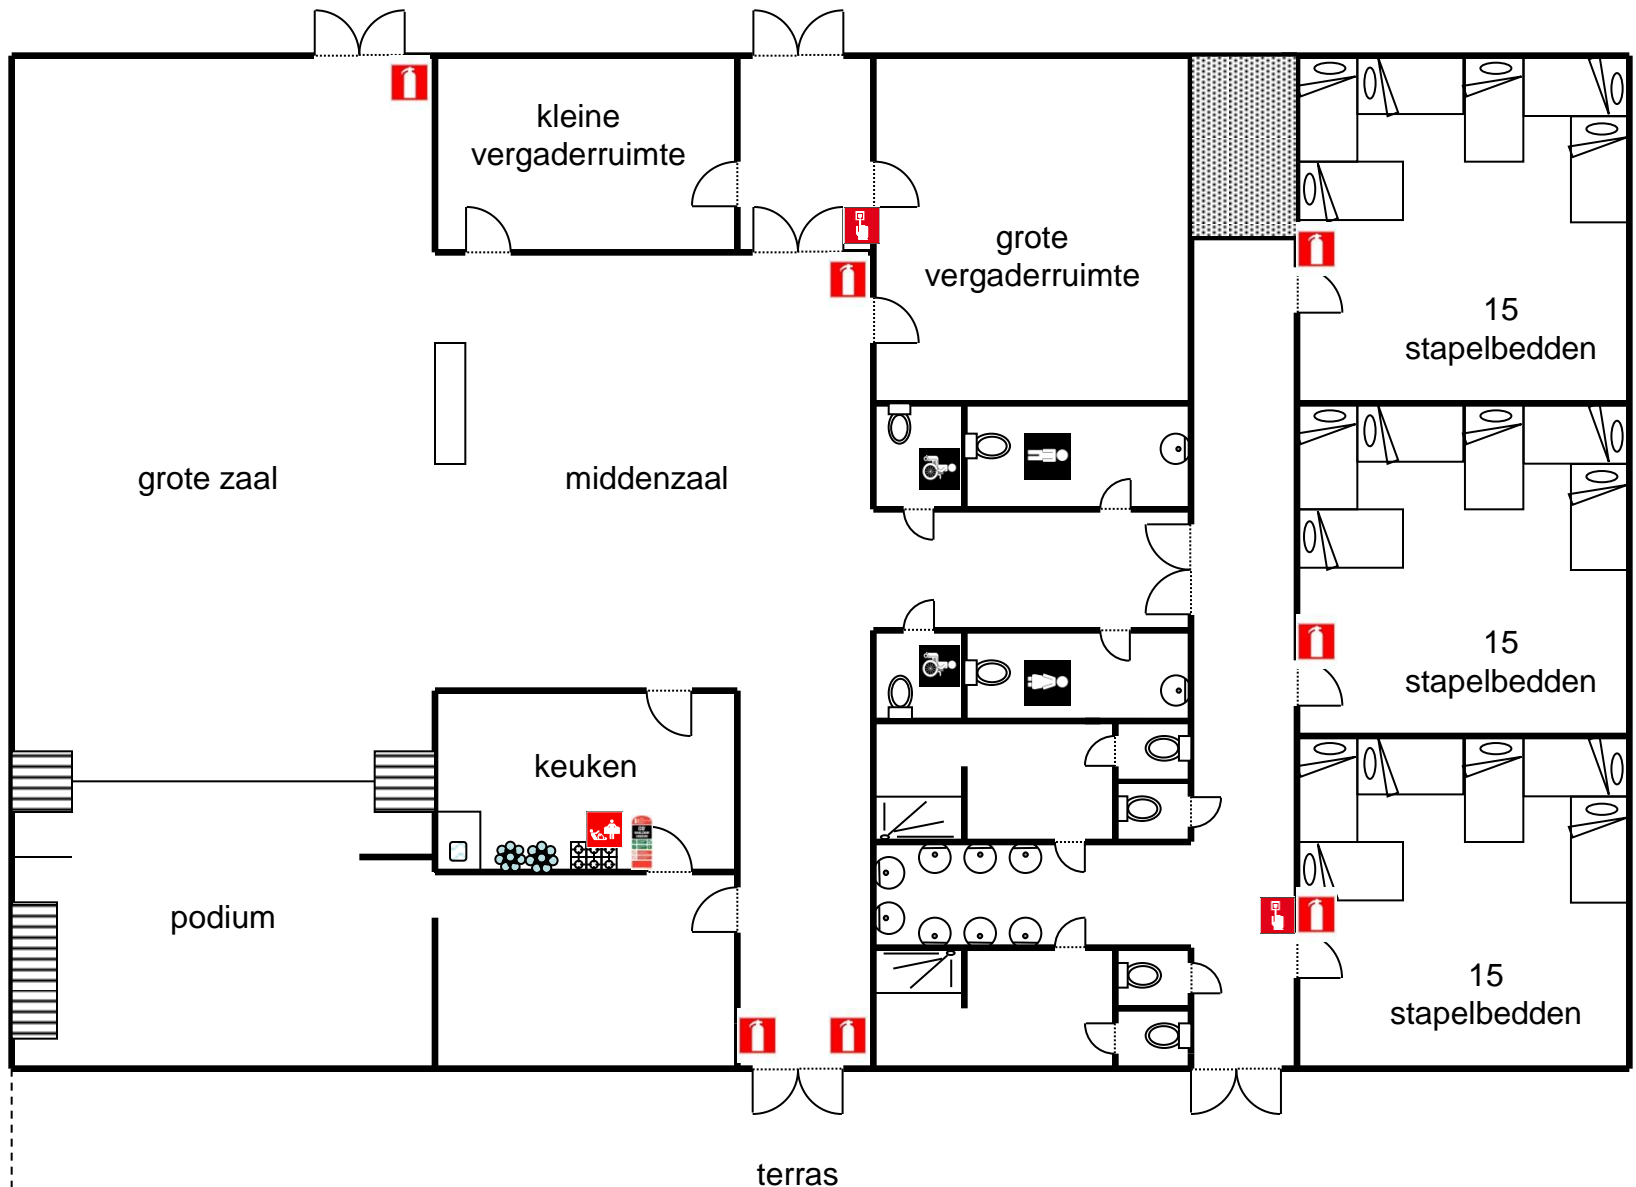 kleine
vergaderruimte
grote
vergaderruimte
15
stapelbedden
grote zaal
middenzaal
15
stapelbedden
keuken
podium
15
stapelbedden
terras